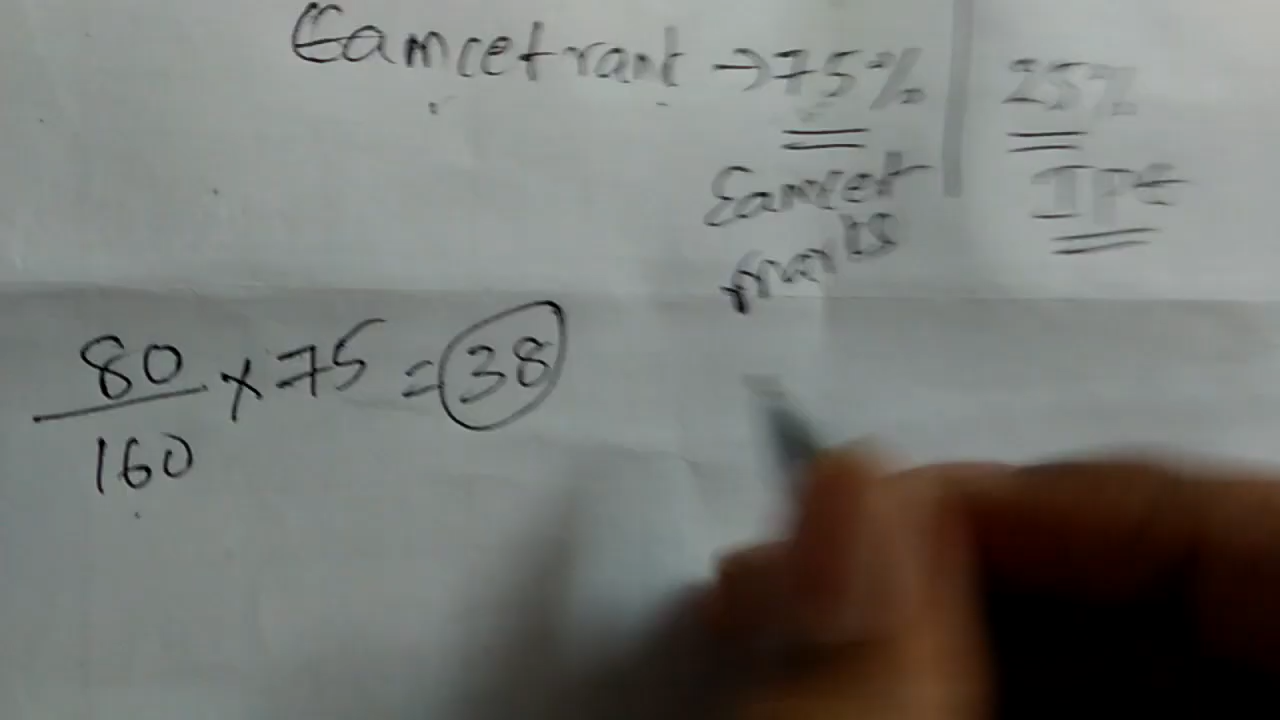 Eamcet rank → 75% | 25%
Eamcet IPE
marks
80/160 x 75 = 38